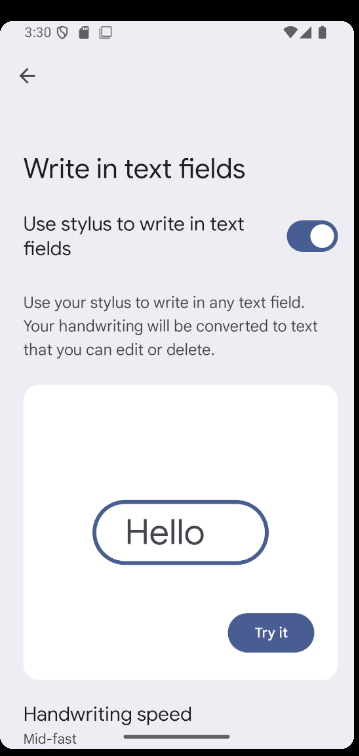 3:30
Write in text fields
Use stylus to write in text
fields
Use your stylus to write in any text field.
Your handwriting will be converted to text
that you can edit or delete.
Hello
Try it
Handwriting speed
Mid-fast